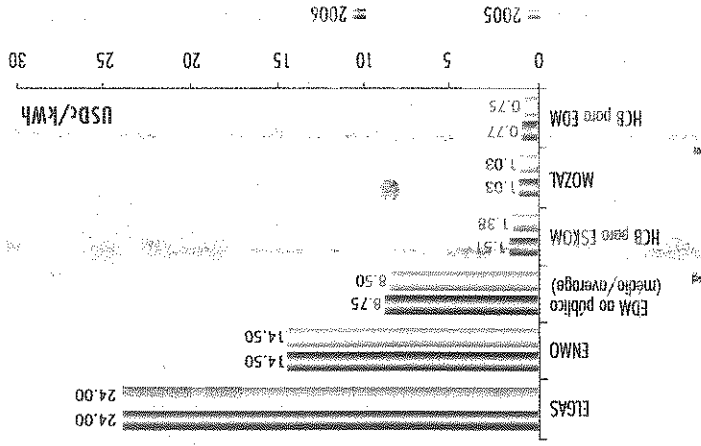 ELGAS
24.00
24.00
ENMO
14.50
14.50
EDM ao público
(médio/average)
8.75
8.50
HCB para ESKOM
1.51
1.38
MOZAL
1.03
1.03
HCB para EDM
0.77
0.75
USDc/kWh
0 5 10 15 20 25 30
= 2005 = 2006